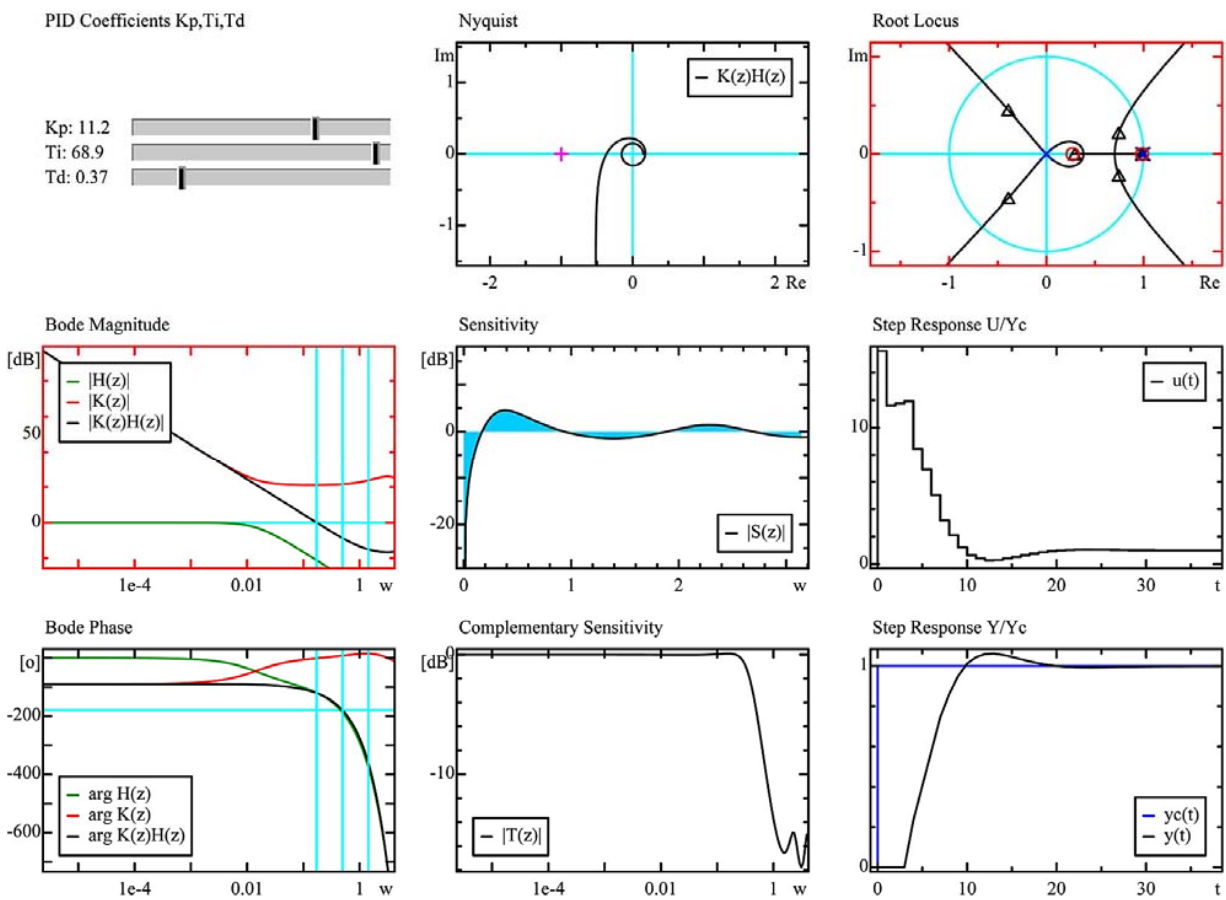 PID Coefficients Kp,Ti,Td
Kp: 11.2
Ti: 68.9
Td: 0.37
Nyquist
Im
1
0
-1
K(z)H(z)
-2
0
2 Re
Root Locus
Im
1
0
-1
-1
0
1
Re
Bode Magnitude
[dB]
50
0
|H(z)|
|K(z)|
|K(z)H(z)|
1e-4
0.01
1
w
Sensitivity
[dB]
0
-20
|S(z)|
0
1
2
w
Step Response U/Yc
10
0
u(t)
0
10
20
30
t
Bode Phase
[o]
-200
-400
-600
arg H(z)
arg K(z)
arg K(z)H(z)
1e-4
0.01
1
w
Complementary Sensitivity
0
[dB]
-10
|T(z)|
1e-4
0.01
1
w
Step Response Y/Yc
1
0
yc(t)
y(t)
0
10
20
30
t